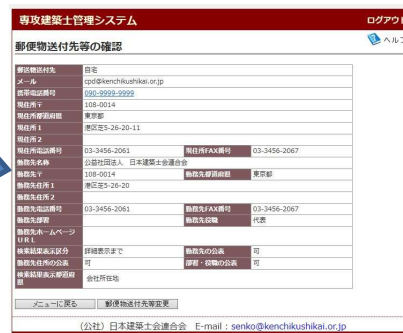 専攻建築士管理システム ログアウト
郵便物送付先等の確認 ヘルプ
郵送物送付先 自宅
メール cpd@kenchikushikai.or.jp
携帯電話番号 090-9999-9999
現住所〒 108-0014
現住所都道府県 東京都
現住所1 港区芝5-26-20-11
現住所2
現住所電話番号 03-3456-2061 現住所FAX番号 03-3456-2067
勤務先名称 公益社団法人 日本建築士会連合会
勤務先〒 108-0014 勤務先都道府県 東京都
勤務先住所1 港区芝5-26-20
勤務先住所2
勤務先電話番号 03-3456-2061 勤務先FAX番号 03-3456-2067
勤務先部署 勤務先役職 代表
勤務先ホームページ
URL
検索結果表示区分 詳細表示まで 勤務先の公表 可
勤務先住所の公表 可 部署・役職の公表 可
検索結果表示都道府
県 会社所在地
メニューに戻る 郵便物送付先等変更
(公社)日本建築士会連合会 E-mail:senko@kenchikushikai.or.jp